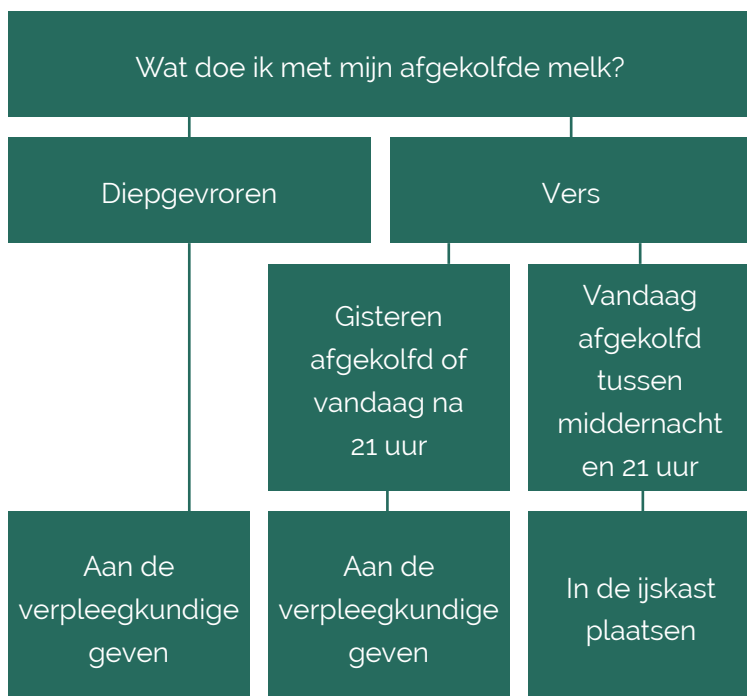 Wat doe ik met mijn afgekolfde melk?
Diepgevroren
Vers
Gisteren
afgekolfd of
vandaag na
21 uur
Vandaag
afgekolfd
tussen
middernacht
en 21 uur
Aan de
verpleegkundige
geven
Aan de
verpleegkundige
geven
In de ijskast
plaatsen